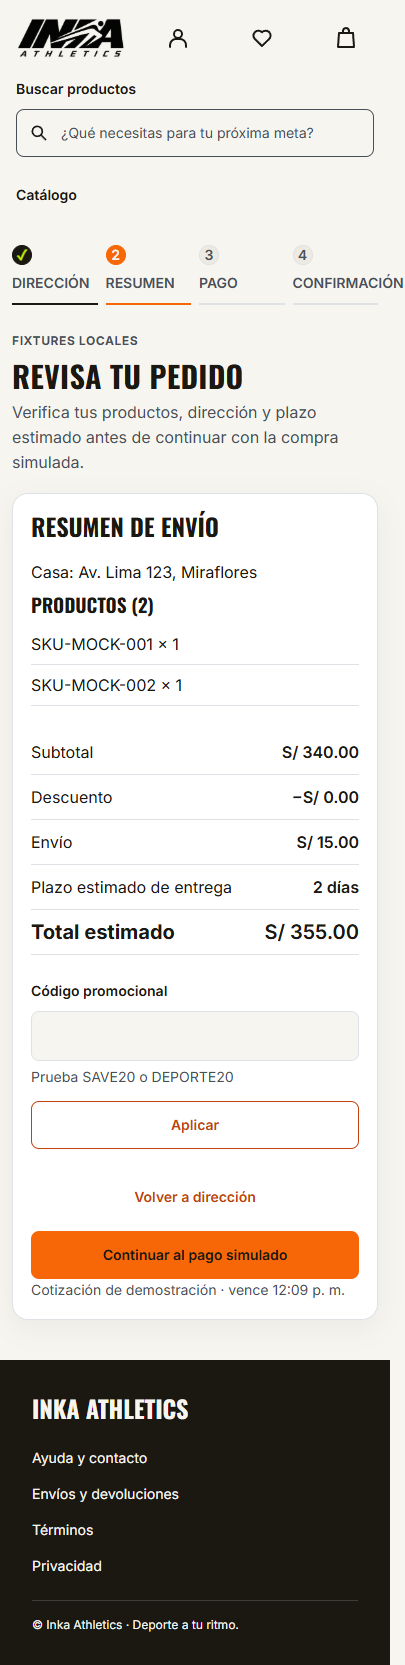 INKA
ATHLETICS
Buscar productos
¿Qué necesitas para tu próxima meta?
Catálogo
✓ 2 3 4
DIRECCIÓN RESUMEN PAGO CONFIRMACIÓN
FIXTURES LOCALES
REVISA TU PEDIDO
Verifica tus productos, dirección y plazo
estimado antes de continuar con la compra
simulada.
RESUMEN DE ENVÍO
Casa: Av. Lima 123, Miraflores
PRODUCTOS (2)
SKU-MOCK-001 × 1
SKU-MOCK-002 × 1
Subtotal S/ 340.00
Descuento −S/ 0.00
Envío S/ 15.00
Plazo estimado de entrega 2 días
Total estimado S/ 355.00
Código promocional
Prueba SAVE20 o DEPORTE20
Aplicar
Volver a dirección
Continuar al pago simulado
Cotización de demostración · vence 12:09 p. m.
INKA ATHLETICS
Ayuda y contacto
Envíos y devoluciones
Términos
Privacidad
© Inka Athletics · Deporte a tu ritmo.